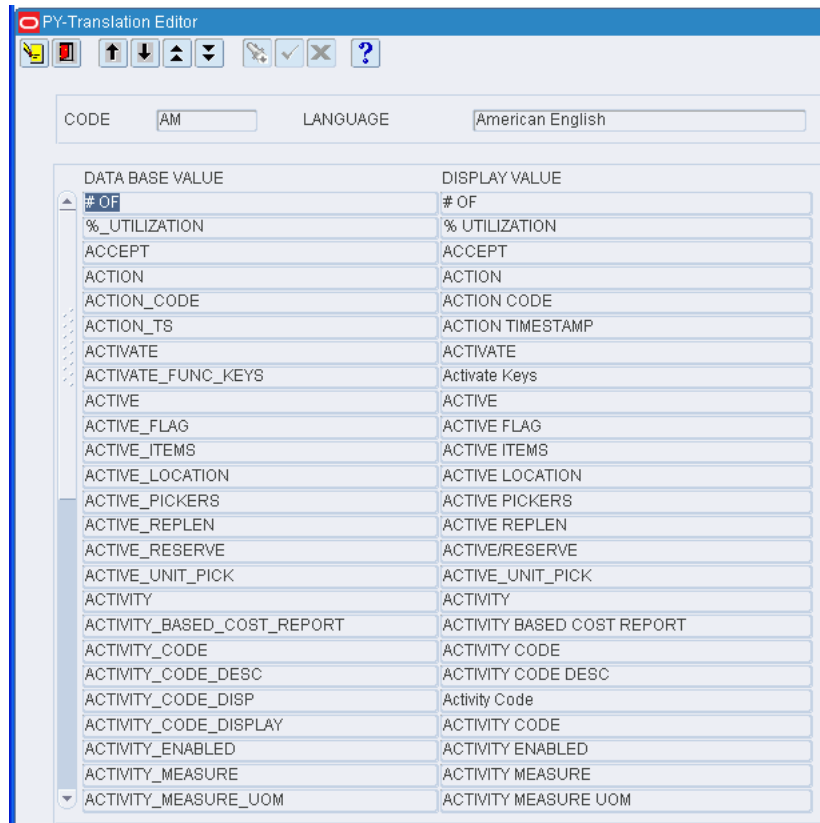 PY-Translation Editor
CODE AM LANGUAGE American English
DATA BASE VALUE DISPLAY VALUE
# OF # OF
%_UTILIZATION % UTILIZATION
ACCEPT ACCEPT
ACTION ACTION
ACTION_CODE ACTION CODE
ACTION_TS ACTION TIMESTAMP
ACTIVATE ACTIVATE
ACTIVATE_FUNC_KEYS Activate Keys
ACTIVE ACTIVE
ACTIVE_FLAG ACTIVE FLAG
ACTIVE_ITEMS ACTIVE ITEMS
ACTIVE_LOCATION ACTIVE LOCATION
ACTIVE_PICKERS ACTIVE PICKERS
ACTIVE_REPLEN ACTIVE REPLEN
ACTIVE_RESERVE ACTIVE/RESERVE
ACTIVE_UNIT_PICK ACTIVE_UNIT_PICK
ACTIVITY ACTIVITY
ACTIVITY_BASED_COST_REPORT ACTIVITY BASED COST REPORT
ACTIVITY_CODE ACTIVITY CODE
ACTIVITY_CODE_DESC ACTIVITY CODE DESC
ACTIVITY_CODE_DISP Activity Code
ACTIVITY_CODE_DISPLAY ACTIVITY CODE
ACTIVITY_ENABLED ACTIVITY ENABLED
ACTIVITY_MEASURE ACTIVITY MEASURE
ACTIVITY_MEASURE_UOM ACTIVITY MEASURE UOM